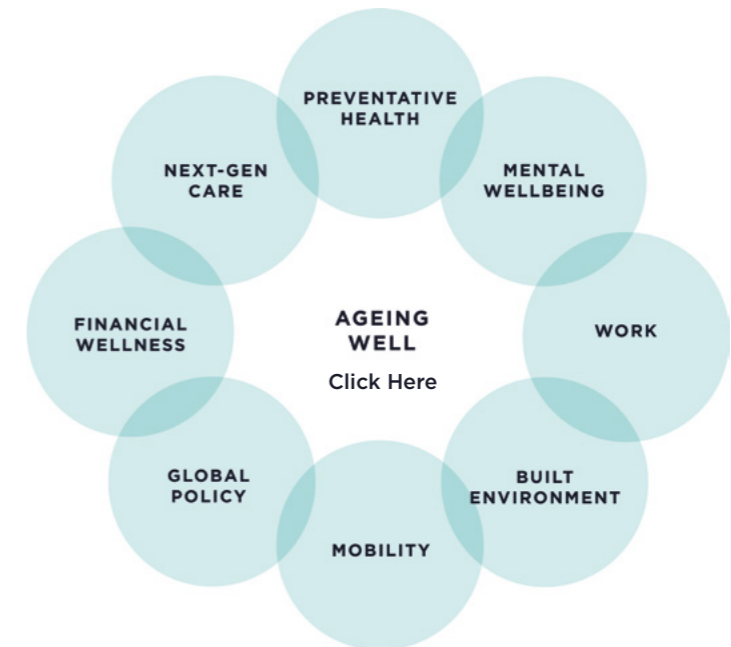 PREVENTATIVE
HEALTH
MENTAL
WELLBEING
WORK
BUILT
ENVIRONMENT
MOBILITY
GLOBAL
POLICY
FINANCIAL
WELLNESS
NEXT-GEN
CARE
AGEING
WELL
Click Here